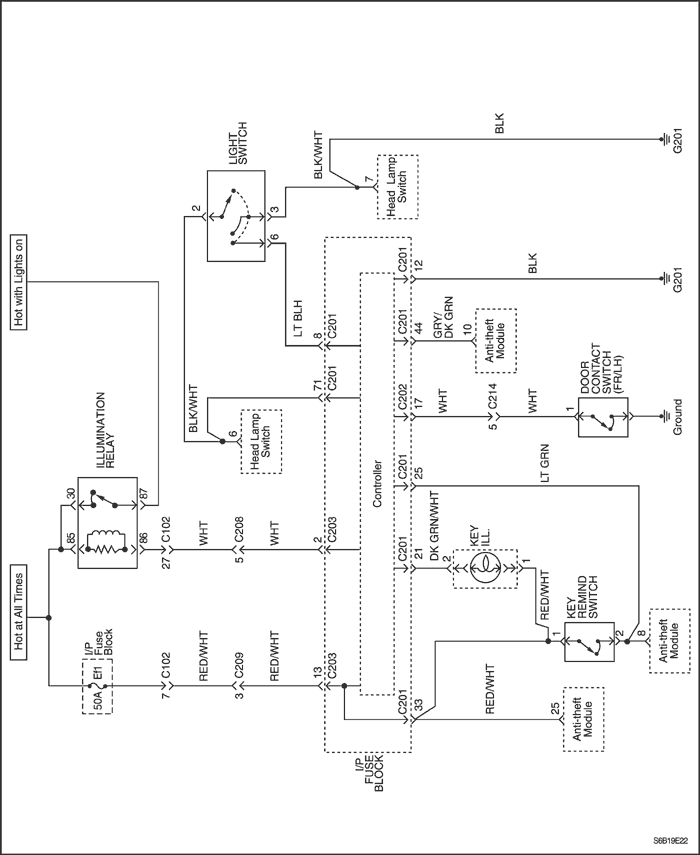 Hot at All Times
Hot with Lights on
I/P
Fuse
Block
Ef1
50A
ILLUMINATION
RELAY
85
30
86
87
LIGHT
SWITCH
2
3
6
BLK/WHT
7
Head Lamp
Switch
BLK
G201
BLK/WHT
6
Head Lamp
Switch
LT BLH
7
C102
RED/WHT
3
C209
RED/WHT
13
C203
27
C102
WHT
5
C208
WHT
2
C203
71
C201
8
C201
Controller
I/P
FUSE
BLOCK
C201
33
C201
21
C201
25
C202
17
C201
44
C201
12
RED/WHT
25
Anti-theft
Module
DK GRN/WHT
2
KEY
ILL.
1
RED/WHT
1
KEY
REMIND
SWITCH
2
8
Anti-theft
Module
LT GRN
WHT
5
C214
WHT
1
DOOR
CONTACT
SWITCH
(FR/LH)
Ground
GRY/
DK GRN
10
Anti-theft
Module
BLK
G201
S6B19E22